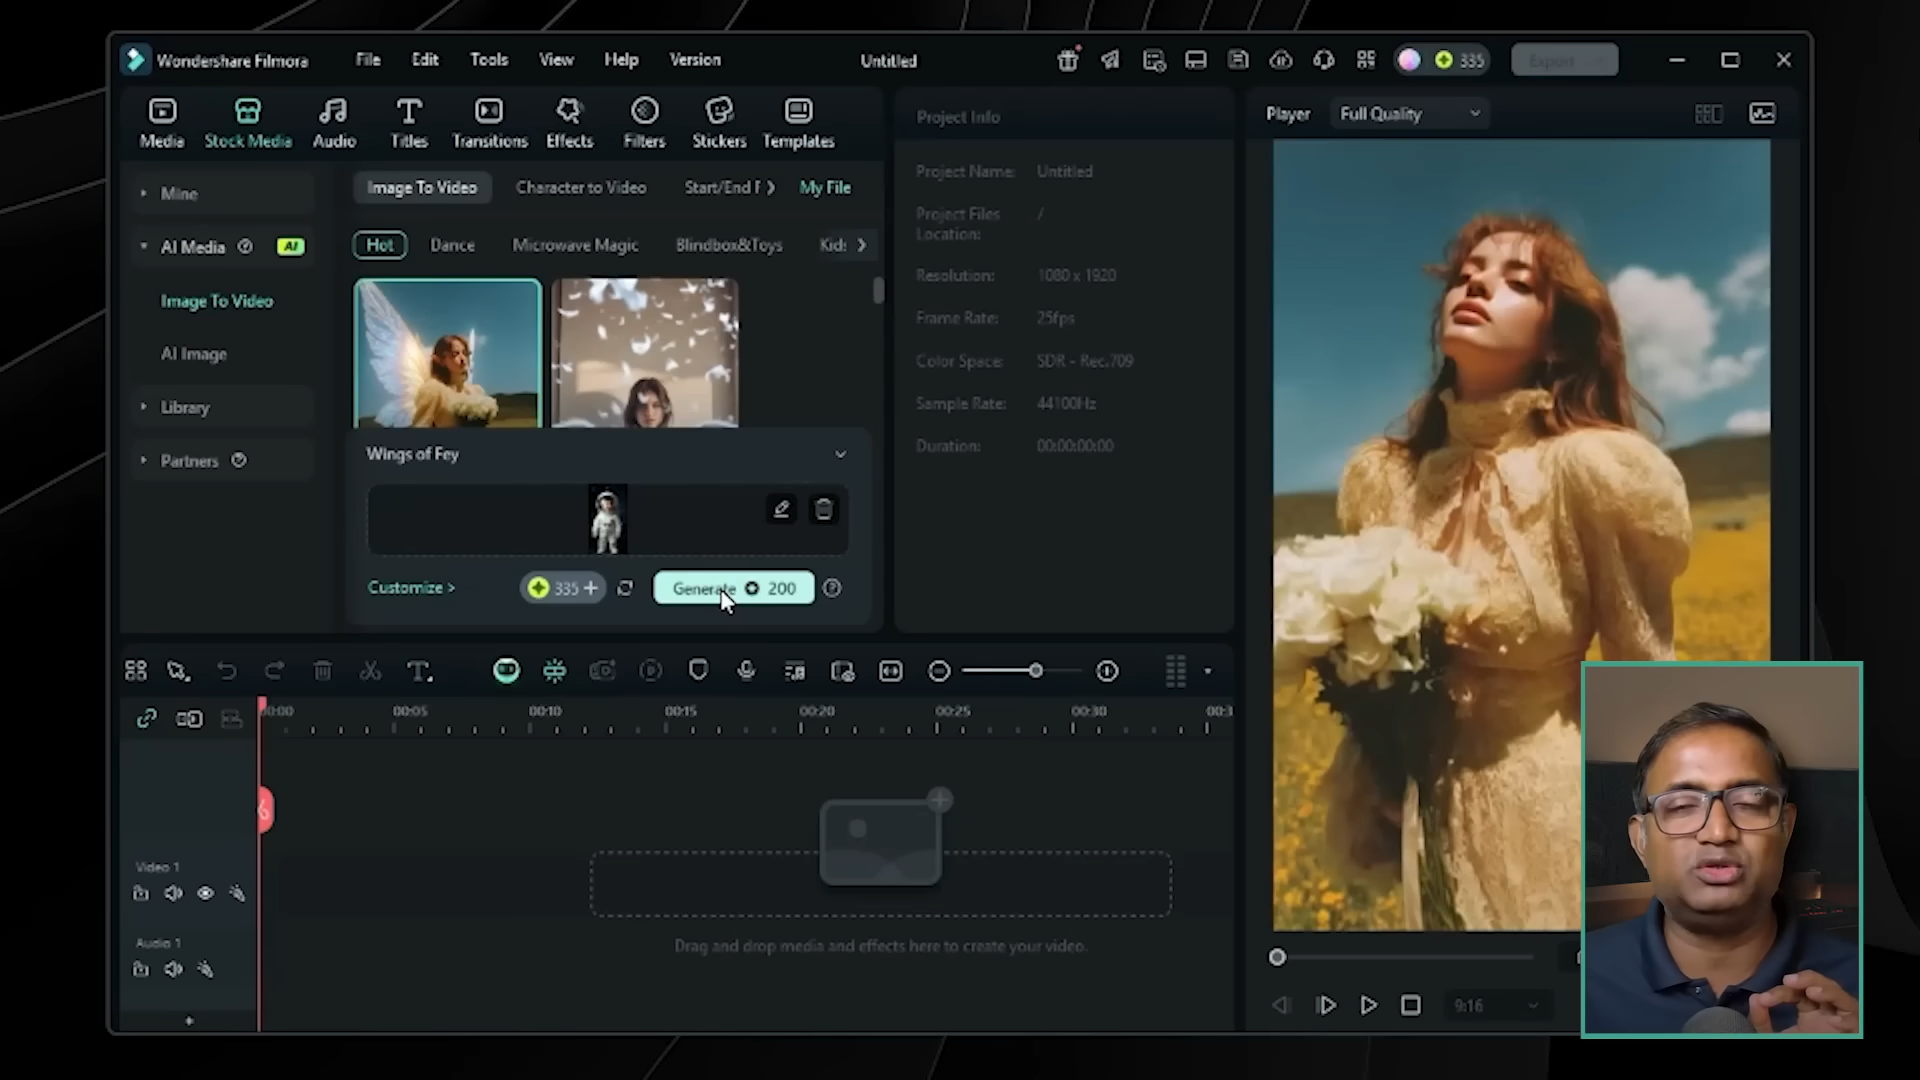 Wondershare Filmora File Edit Tools View Help Version Untitled 335 Export
Media Stock Media Audio Titles Transitions Effects Filters Stickers Templates
Mine
AI Media AI
Image To Video
AI Image
Library
Partners
Image To Video Character to Video Start/End F My File
Hot Dance Microwave Magic Blindbox&Toys Kid
Wings of Fey
Customize > 335 Generate 200
Project Info
Project Name: Untitled
Project Files Location: /
Resolution: 1080 x 1920
Frame Rate: 25fps
Color Space: SDR - Rec.709
Sample Rate: 44100Hz
Duration: 00:00:00:00
Player Full Quality
9:16
00:00 00:05 00:10 00:15 00:20 00:25 00:30 00:3
Video 1
Audio 1
Drag and drop media and effects here to create your video.